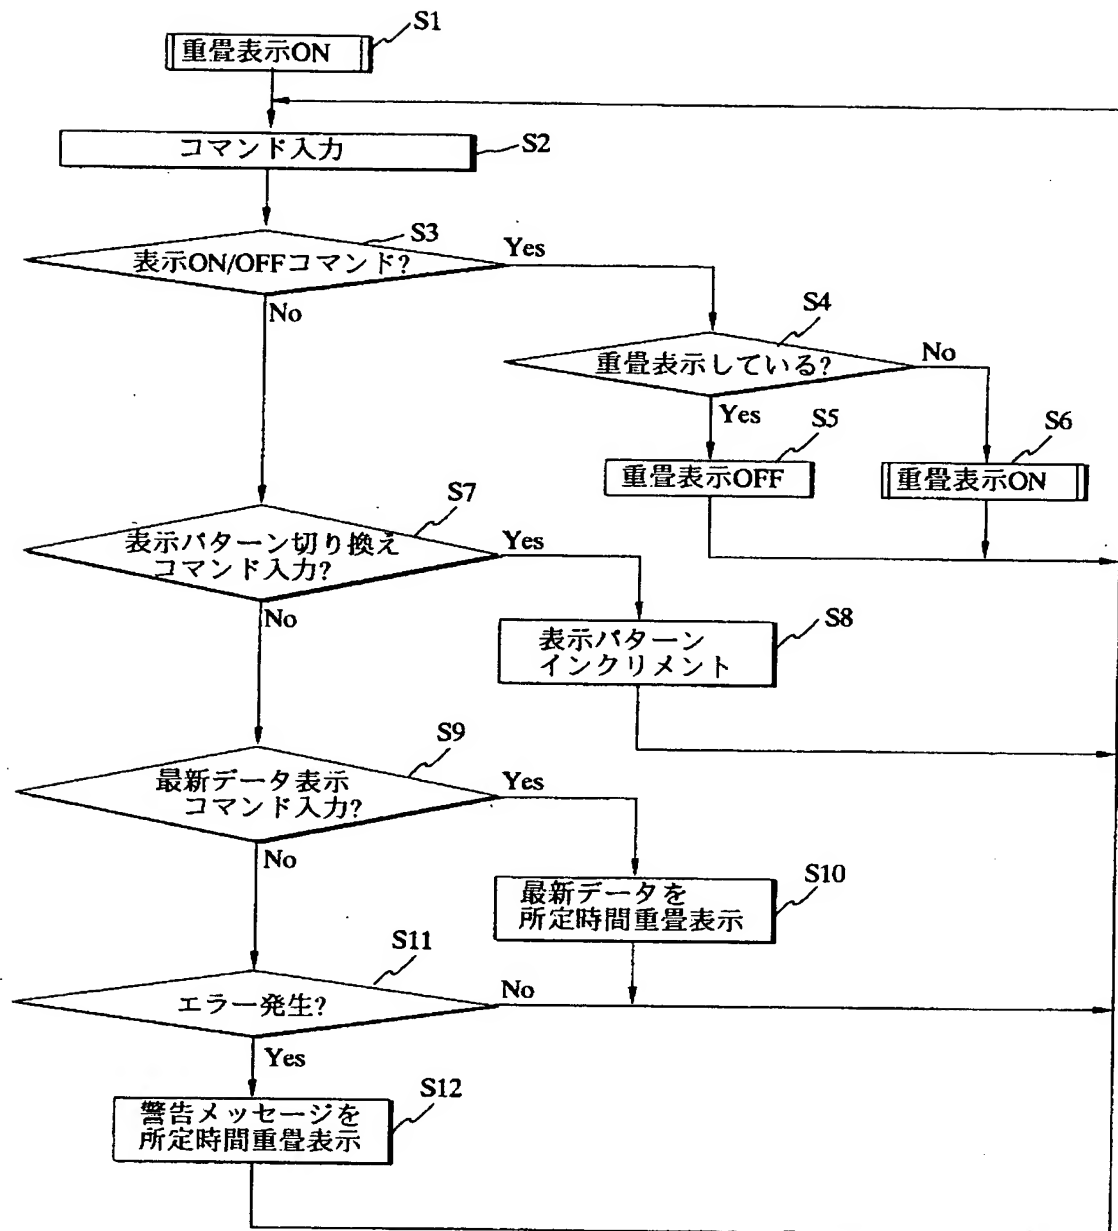 S1
重畳表示ON
コマンド入力
S2
S3
表示ON/OFFコマンド?
Yes
No
S4
重畳表示している?
No
Yes
S5
重畳表示OFF
S6
重畳表示ON
S7
表示パターン切り換え
コマンド入力?
Yes
No
S8
表示パターン
インクリメント
S9
最新データ表示
コマンド入力?
Yes
No
S10
最新データを
所定時間重畳表示
S11
エラー発生?
No
Yes
S12
警告メッセージを
所定時間重畳表示